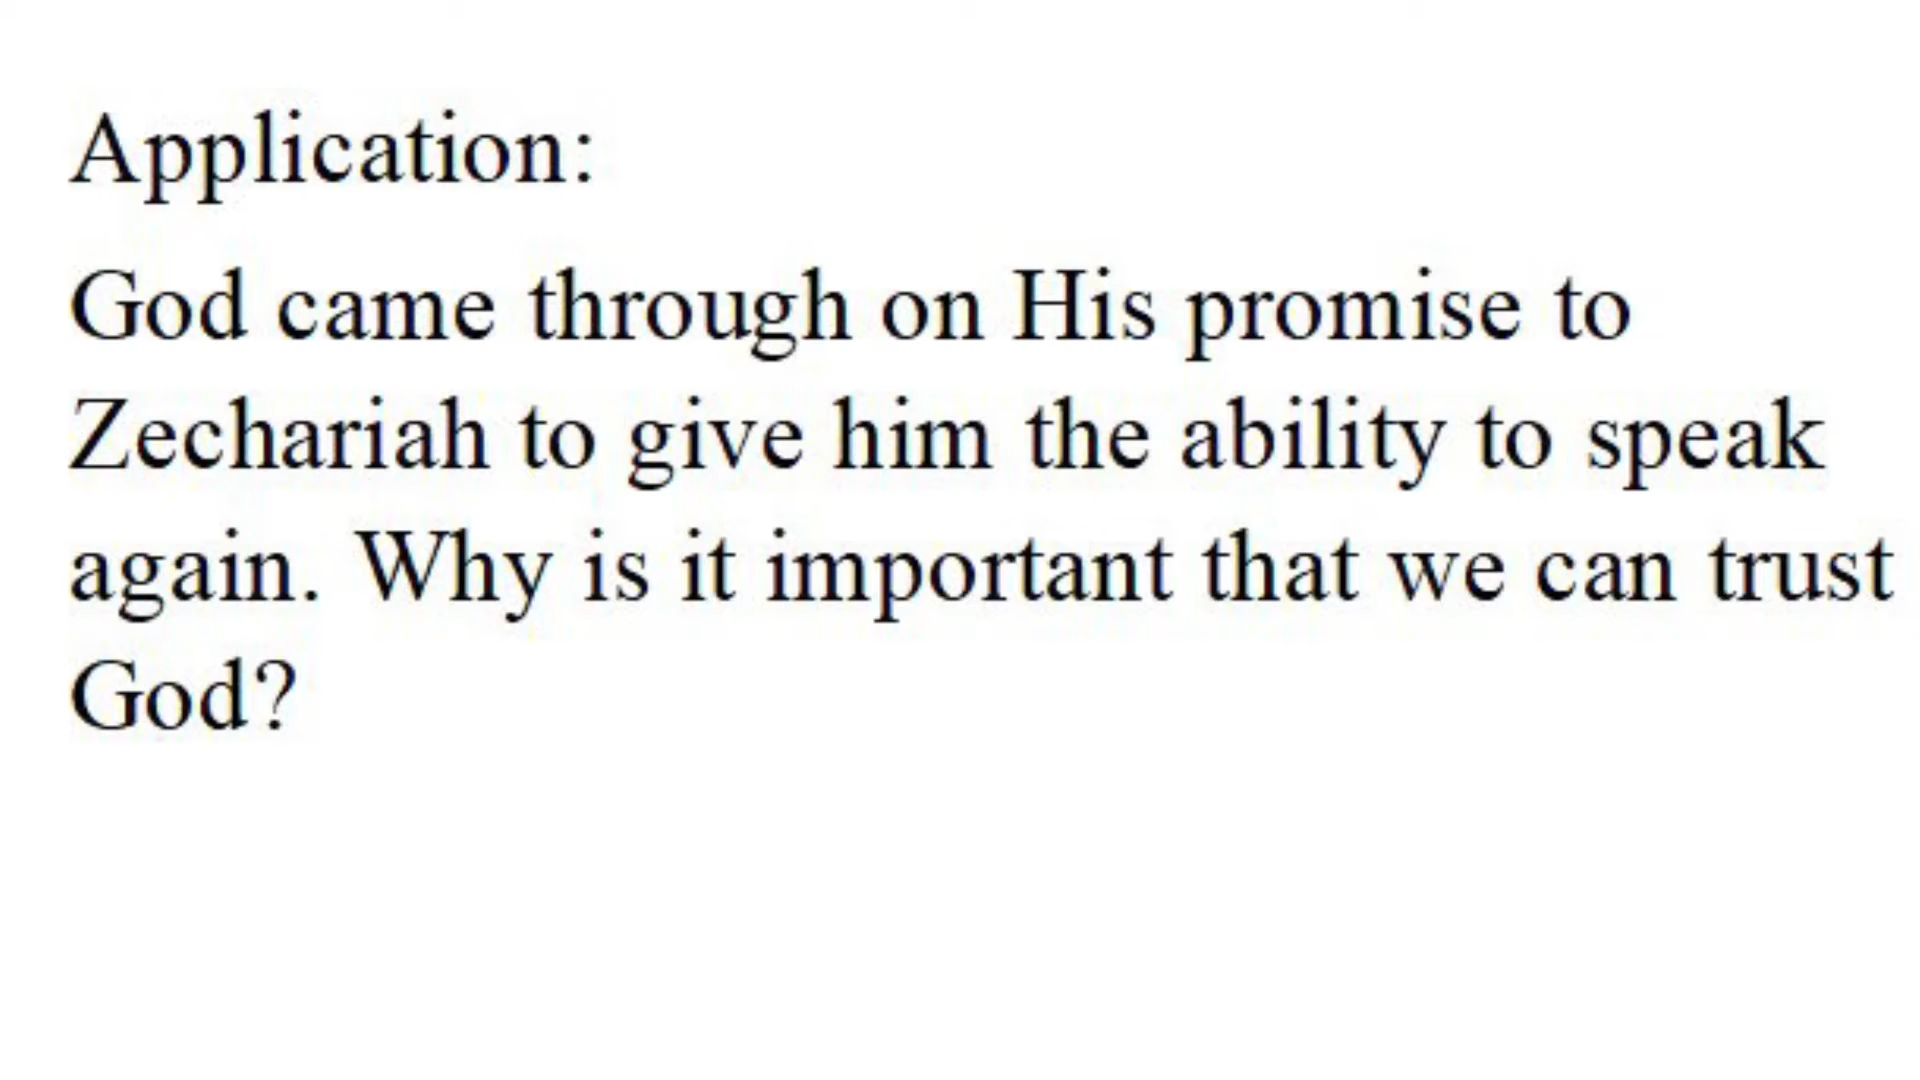 Application:
God came through on His promise to
Zechariah to give him the ability to speak
again. Why is it important that we can trust
God?